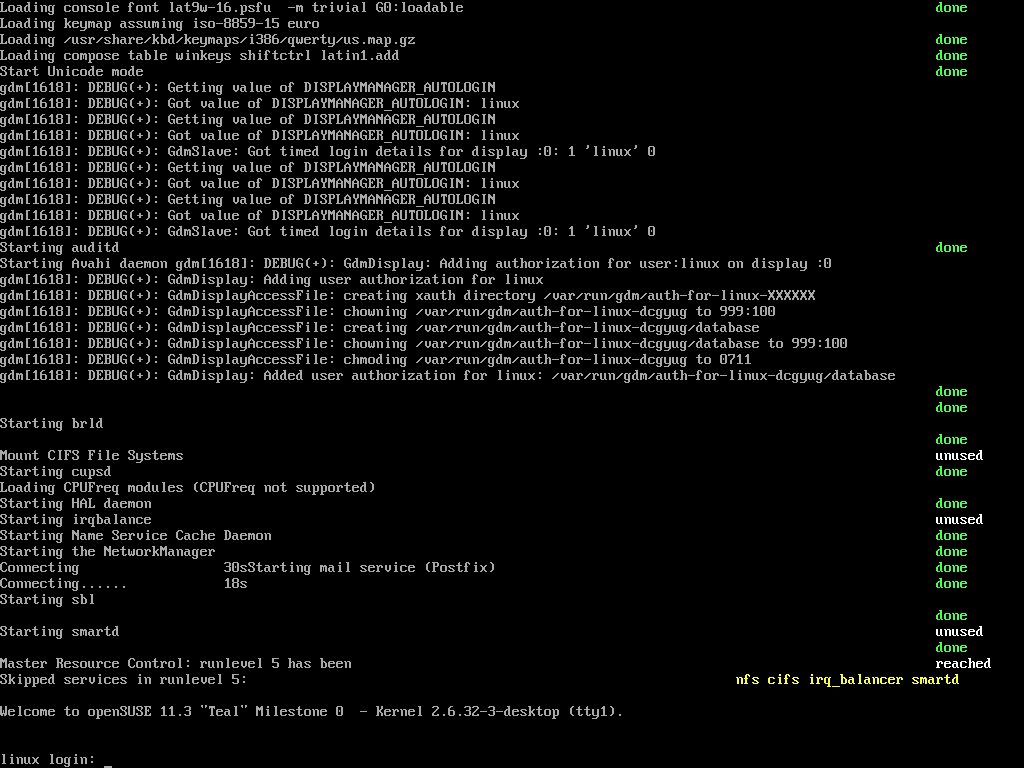 Loading console font lat9w-16.psfu  -m trivial G0:loadable done
Loading keymap assuming iso-8859-15 euro
Loading /usr/share/kbd/keymaps/i386/qwerty/us.map.gz done
Loading compose table winkeys shiftctrl latin1.add done
Start Unicode mode done
gdm[1618]: DEBUG(+): Getting value of DISPLAYMANAGER_AUTOLOGIN
gdm[1618]: DEBUG(+): Got value of DISPLAYMANAGER_AUTOLOGIN: linux
gdm[1618]: DEBUG(+): Getting value of DISPLAYMANAGER_AUTOLOGIN
gdm[1618]: DEBUG(+): Got value of DISPLAYMANAGER_AUTOLOGIN: linux
gdm[1618]: DEBUG(+): GdmSlave: Got timed login details for display :0: 1 'linux' 0
gdm[1618]: DEBUG(+): Getting value of DISPLAYMANAGER_AUTOLOGIN
gdm[1618]: DEBUG(+): Got value of DISPLAYMANAGER_AUTOLOGIN: linux
gdm[1618]: DEBUG(+): Getting value of DISPLAYMANAGER_AUTOLOGIN
gdm[1618]: DEBUG(+): Got value of DISPLAYMANAGER_AUTOLOGIN: linux
gdm[1618]: DEBUG(+): GdmSlave: Got timed login details for display :0: 1 'linux' 0
Starting auditd done
Starting Avahi daemon gdm[1618]: DEBUG(+): GdmDisplay: Adding authorization for user:linux on display :0
gdm[1618]: DEBUG(+): GdmDisplay: Adding user authorization for linux
gdm[1618]: DEBUG(+): GdmDisplayAccessFile: creating xauth directory /var/run/gdm/auth-for-linux-XXXXXX
gdm[1618]: DEBUG(+): GdmDisplayAccessFile: chowning /var/run/gdm/auth-for-linux-dcgyug to 999:100
gdm[1618]: DEBUG(+): GdmDisplayAccessFile: creating /var/run/gdm/auth-for-linux-dcgyug/database
gdm[1618]: DEBUG(+): GdmDisplayAccessFile: chowning /var/run/gdm/auth-for-linux-dcgyug/database to 999:100
gdm[1618]: DEBUG(+): GdmDisplayAccessFile: chmoding /var/run/gdm/auth-for-linux-dcgyug to 0711
gdm[1618]: DEBUG(+): GdmDisplay: Added user authorization for linux: /var/run/gdm/auth-for-linux-dcgyug/database
done
done
Starting brld
done
Mount CIFS File Systems unused
Starting cupsd done
Loading CPUFreq modules (CPUFreq not supported)
Starting HAL daemon done
Starting irqbalance unused
Starting Name Service Cache Daemon done
Starting the NetworkManager done
Connecting 30sStarting mail service (Postfix) done
Connecting...... 18s done
Starting sbl
done
Starting smartd unused
done
Master Resource Control: runlevel 5 has been reached
Skipped services in runlevel 5: nfs cifs irq_balancer smartd
Welcome to openSUSE 11.3 "Teal" Milestone 0  - Kernel 2.6.32-3-desktop (tty1).
linux login: _